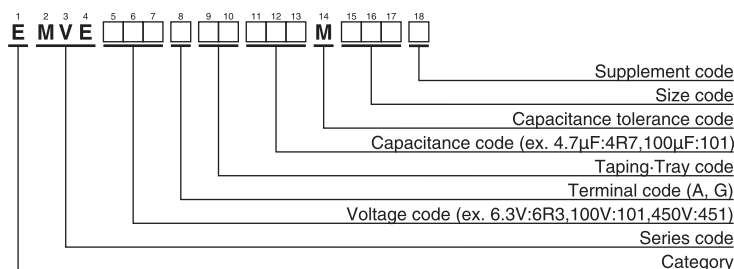 1 2 3 4 5 6 7 8 9 10 11 12 13 14 15 16 17 18
E M V E M
Supplement code
Size code
Capacitance tolerance code
Capacitance code (ex. 4.7μF:4R7,100μF:101)
Taping·Tray code
Terminal code (A, G)
Voltage code (ex. 6.3V:6R3,100V:101,450V:451)
Series code
Category